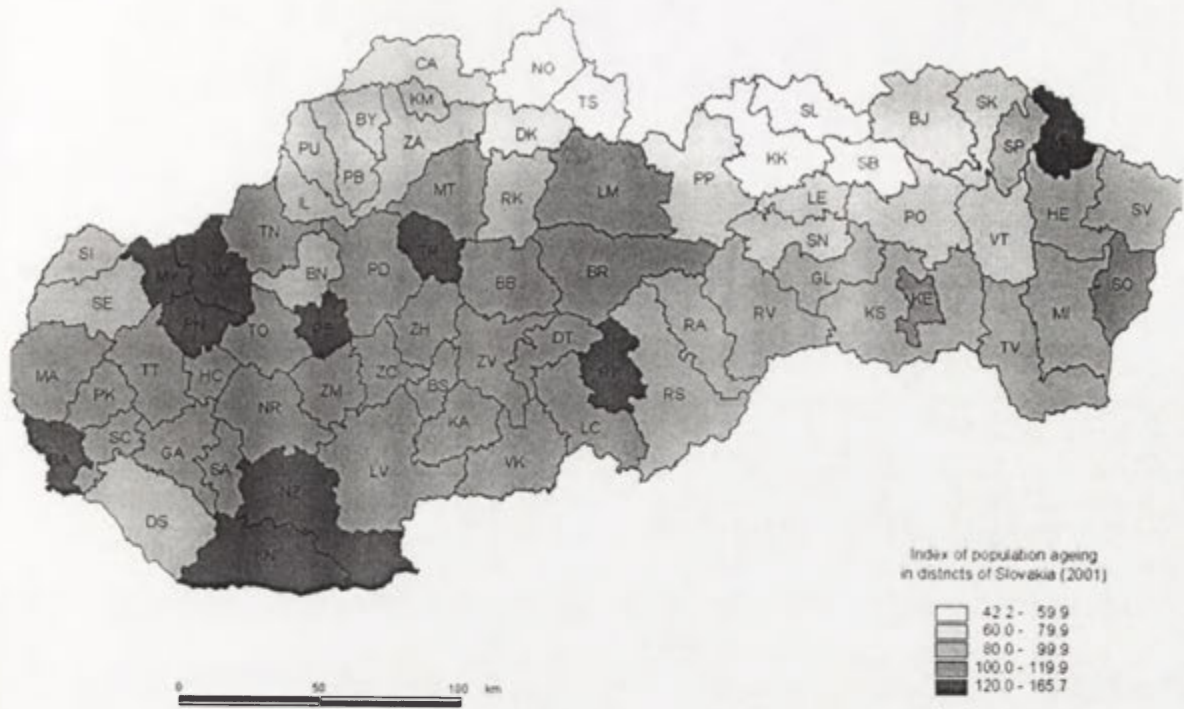 CA
NO
KM
TS
BY
DK
SL
BJ
SK
PU
ZA
KK
SB
SP
PB
PP
IL
MT
RK
LM
LE
PO
HE
SV
TN
SN
VT
SI
BN
PD
BB
BR
GL
SE
KE
SO
TO
ZH
RA
RV
KS
MI
MA
TT
HC
ZM
ZC
BS
ZV
DT
TV
PK
NR
KA
RS
SC
GA
SA
LV
VK
LC
DS
NZ
Index of population ageing
in districts of Slovakia (2001)
42.2 - 59.9
60.0 - 79.9
80.0 - 99.9
100.0 - 119.9
120.0 - 165.7
0 50 100 km